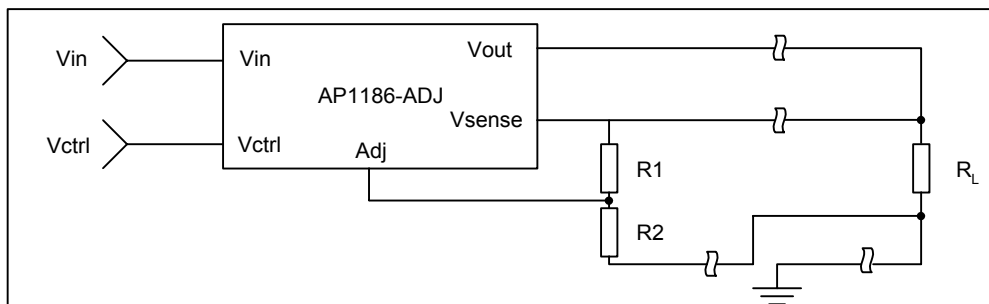 Vin
Vin
Vout
AP1186-ADJ
Vsense
Vctrl
Vctrl
Adj
R1
RL
R2